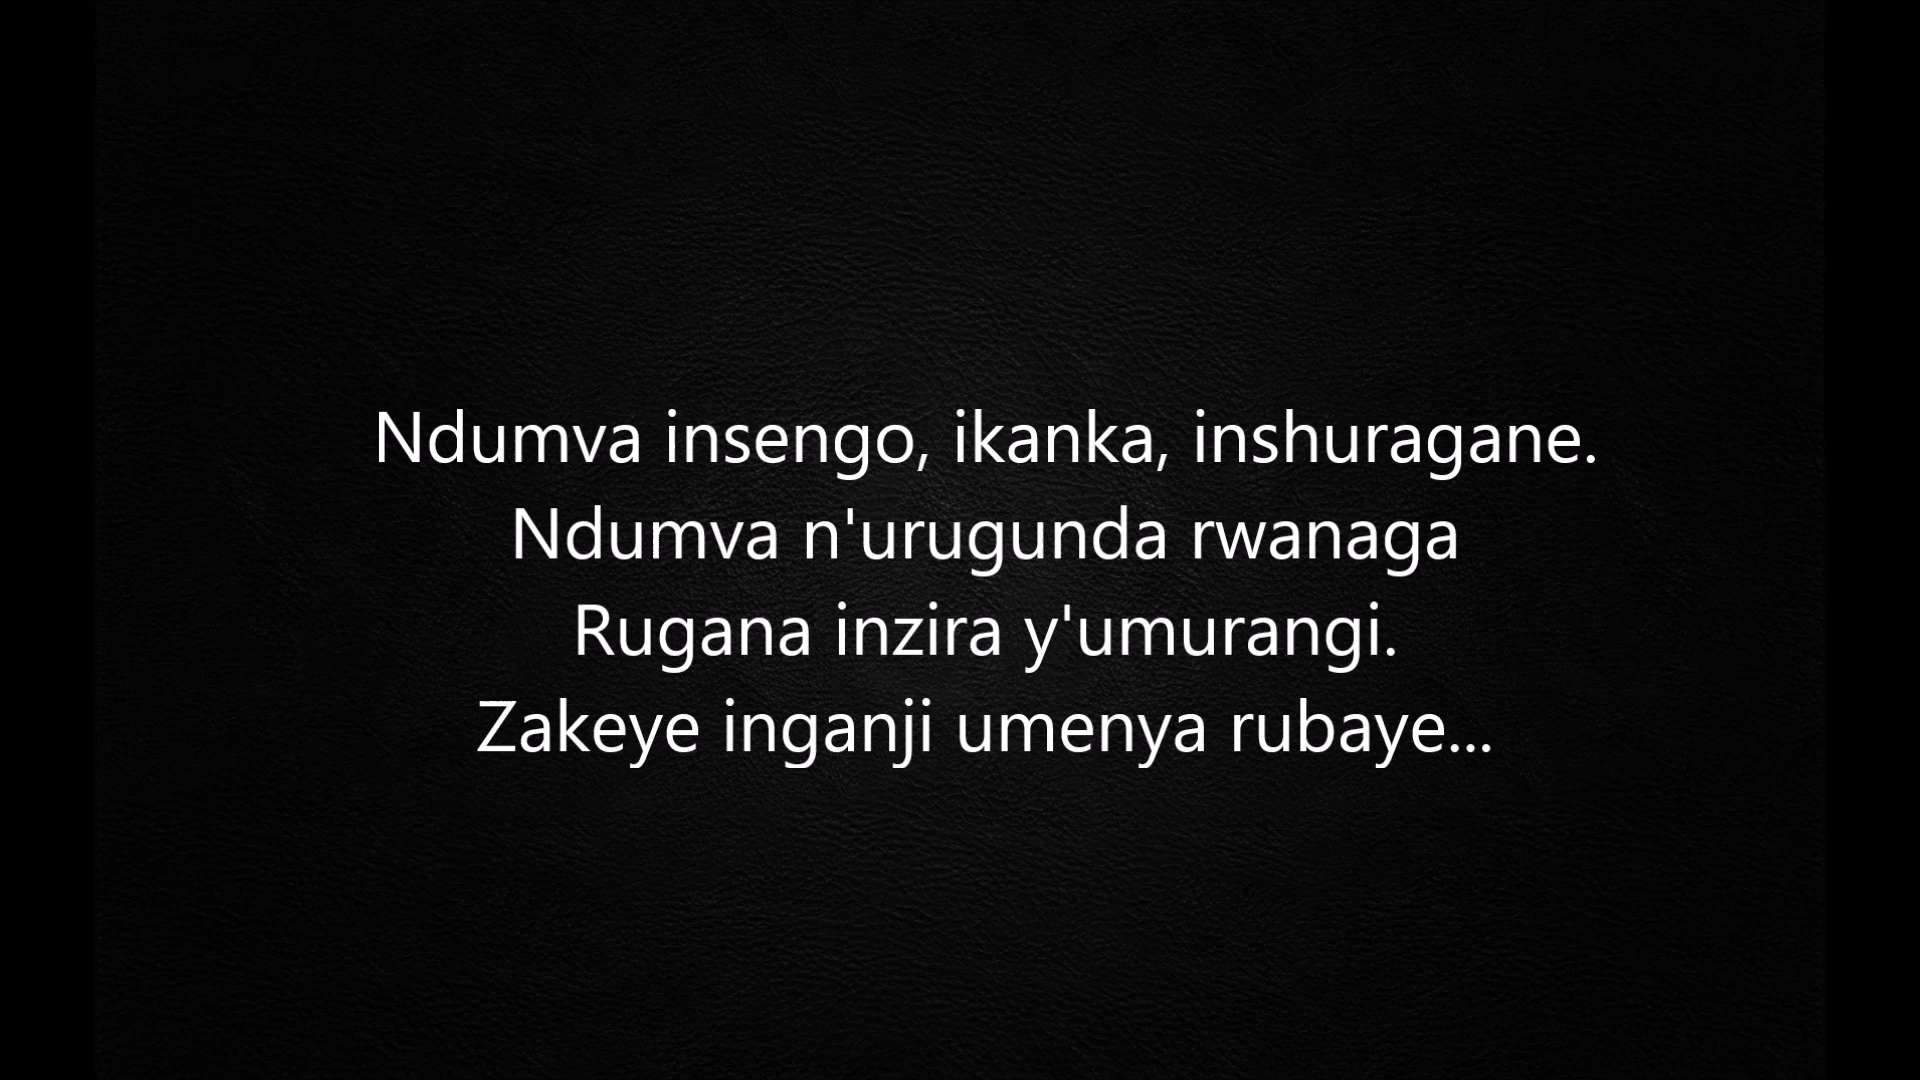 Ndumva insengo, ikanka, inshuragane.
Ndumva n'urugunda rwanaga
Rugana inzira y'umurangi.
Zakeye inganji umenya rubaye...